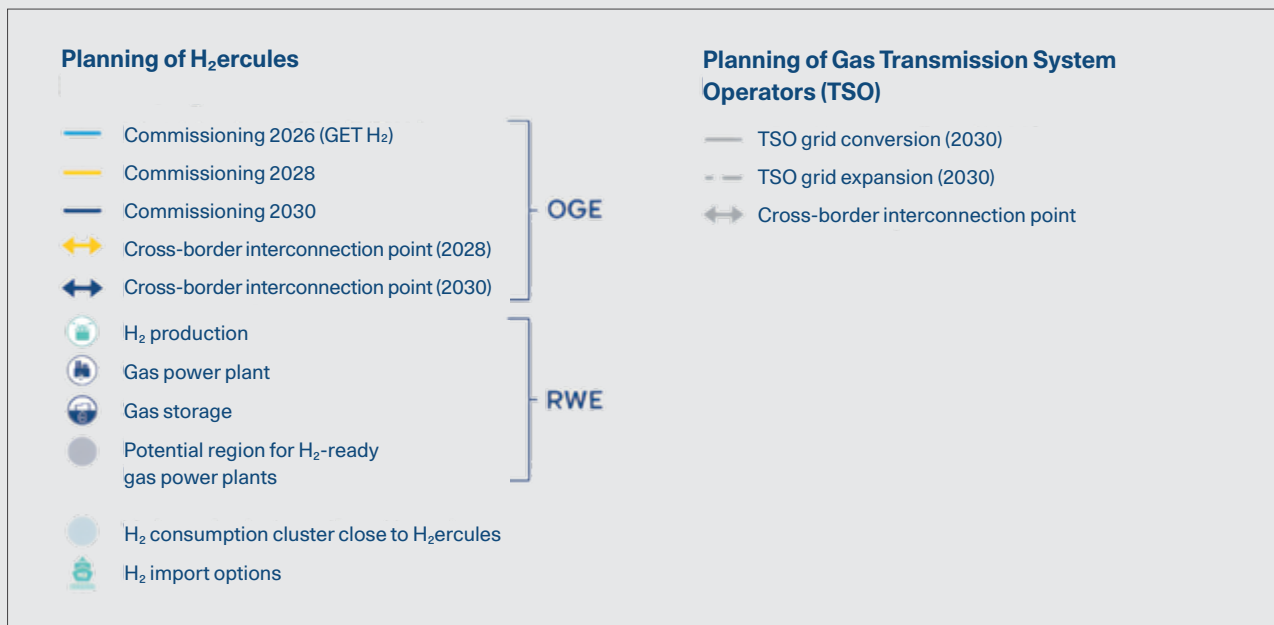 Planning of H₂ercules
Commissioning 2026 (GET H₂)
Commissioning 2028
Commissioning 2030
Cross-border interconnection point (2028)
Cross-border interconnection point (2030)
OGE
H₂ production
Gas power plant
Gas storage
Potential region for H₂-ready
gas power plants
RWE
H₂ consumption cluster close to H₂ercules
H₂ import options
Planning of Gas Transmission System
Operators (TSO)
TSO grid conversion (2030)
TSO grid expansion (2030)
Cross-border interconnection point